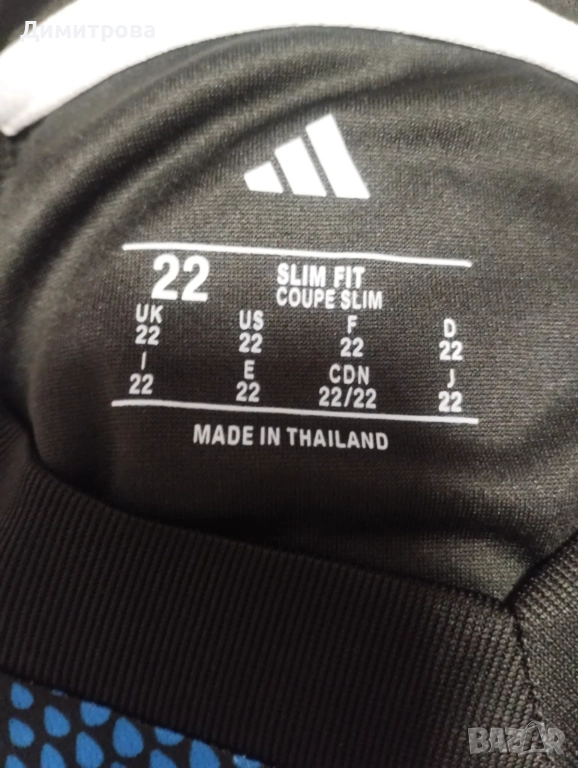 Димитрова
22
SLIM FIT
COUPE SLIM
UK US F D
22 22 22 22
I E CDN J
22 22 22/22 22
MADE IN THAILAND
BAZAR